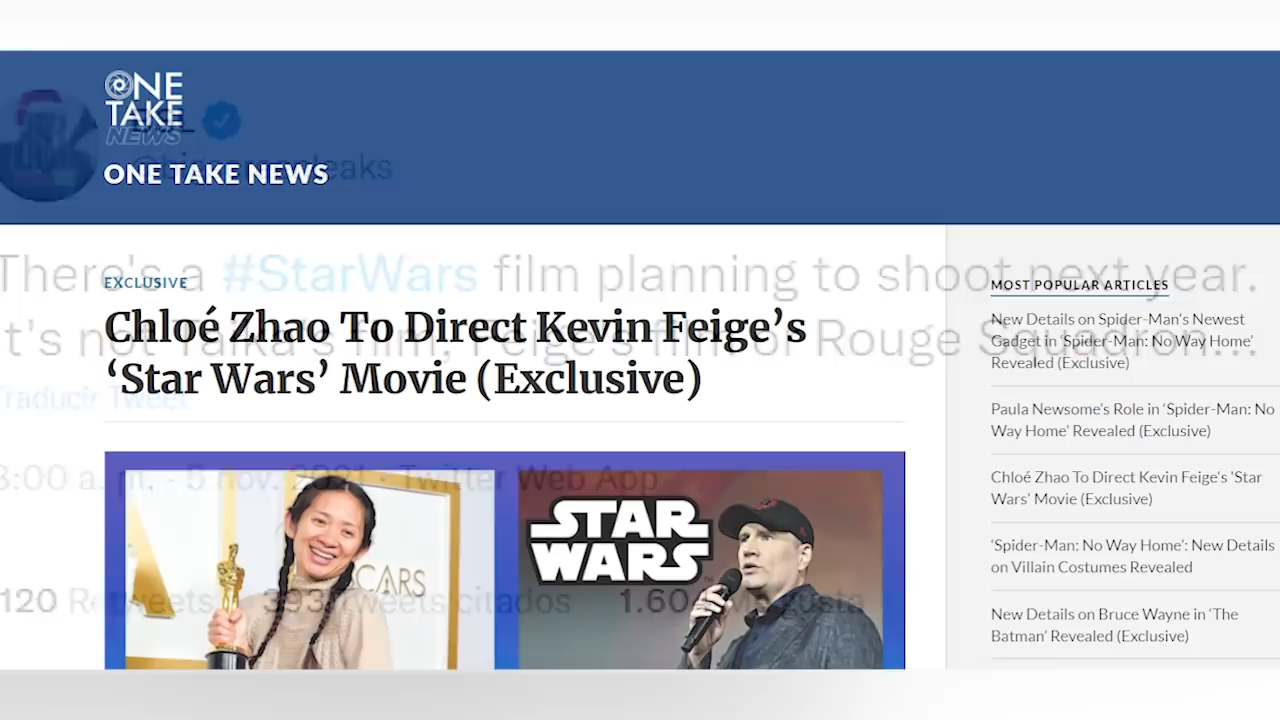 ONE
TAKE
NEWS
ONE TAKE NEWS
There's a #StarWars film planning to shoot next year.
It's not Taika's film, Feige's film or Rouge Squadron...
Traducir Tweet
3:00 a. m. · 5 nov. 2021 · Twitter Web App
120 Retweets 393 Tweets citados 1.604 Me gusta
EXCLUSIVE
Chloé Zhao To Direct Kevin Feige’s
‘Star Wars’ Movie (Exclusive)
OSCARS
STAR
WARS
MOST POPULAR ARTICLES
New Details on Spider-Man's Newest
Gadget in ‘Spider-Man: No Way Home’
Revealed (Exclusive)
Paula Newsome’s Role in ‘Spider-Man: No
Way Home’ Revealed (Exclusive)
Chloé Zhao To Direct Kevin Feige's ‘Star
Wars’ Movie (Exclusive)
‘Spider-Man: No Way Home’: New Details
on Villain Costumes Revealed
New Details on Bruce Wayne in ‘The
Batman’ Revealed (Exclusive)